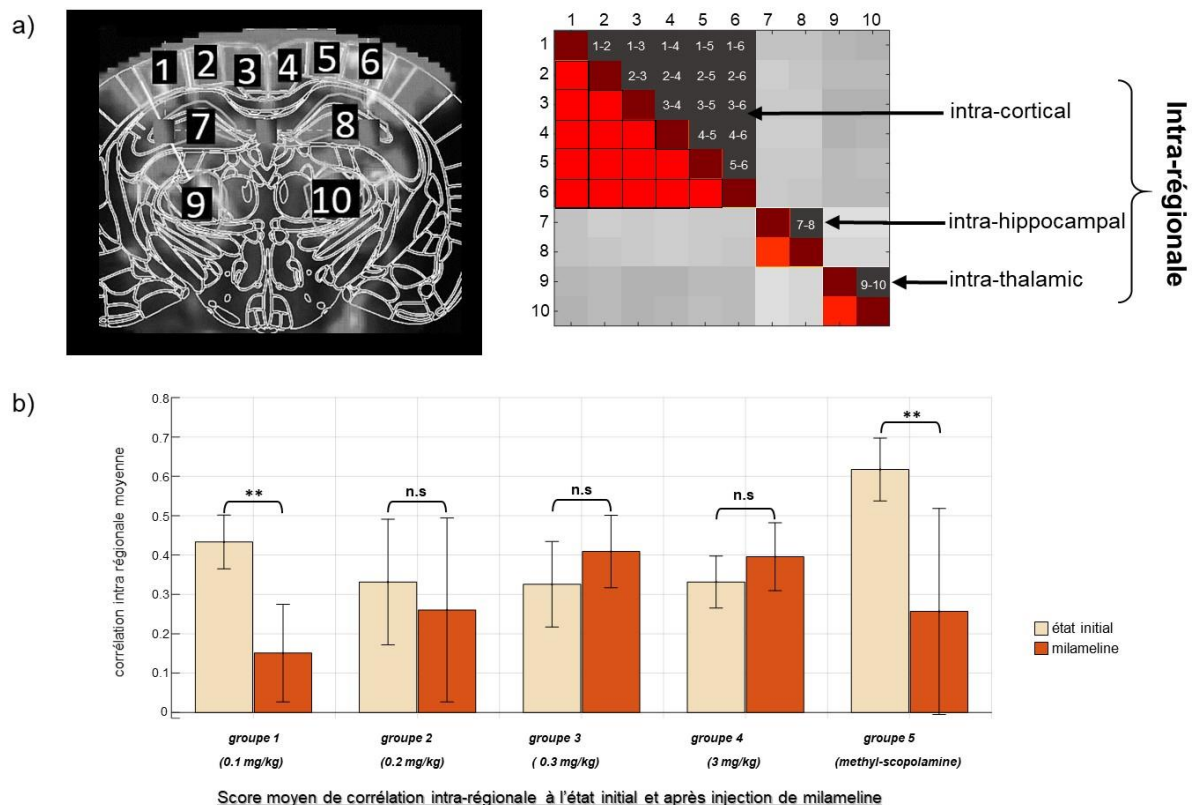 a)
1 2 3 4 5 6
7 8
9 10
1 2 3 4 5 6 7 8 9 10
1 1-2 1-3 1-4 1-5 1-6
2 2-3 2-4 2-5 2-6
3 3-4 3-5 3-6
4 4-5 4-6
5 5-6
6
7 7-8
8
9 9-10
10
intra-cortical
intra-hippocampal
intra-thalamic
Intra-régionale
b)
corrélation intra régionale moyenne
0.8
0.7
0.6
0.5
0.4
0.3
0.2
0.1
0
** n.s n.s n.s **
état initial
milameline
groupe 1 groupe 2 groupe 3 groupe 4 groupe 5
(0.1 mg/kg) (0.2 mg/kg) ( 0.3 mg/kg) (3 mg/kg) (methyl-scopolamine)
Score moyen de corrélation intra-régionale à l'état initial et après injection de milameline